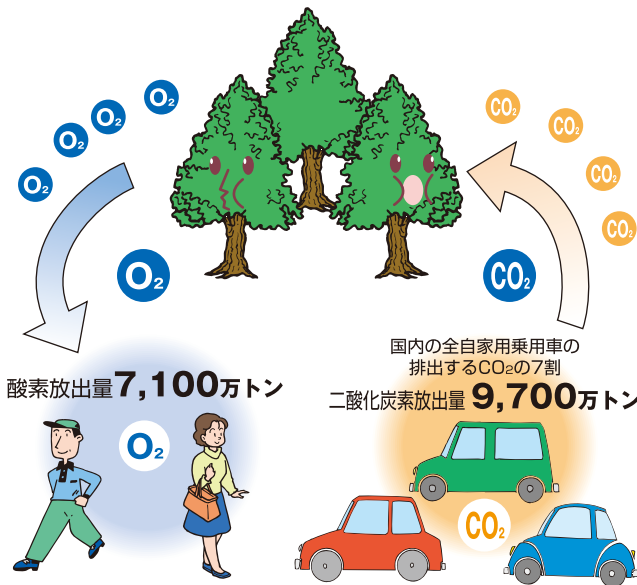 O₂
O₂
O₂
O₂
CO₂
CO₂
CO₂
CO₂
O₂
CO₂
酸素放出量7,100万トン
O₂
国内の全自家用乗用車の
排出するCO₂の7割
二酸化炭素放出量 9,700万トン
CO₂